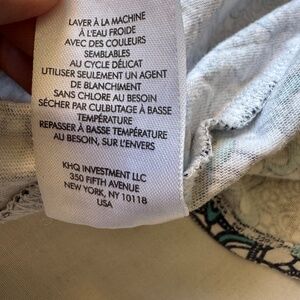 LAVER À LA MACHINE
À L'EAU FROIDE
AVEC DES COULEURS
SEMBLABLES
AU CYCLE DÉLICAT
UTILISER SEULEMENT UN AGENT
DE BLANCHIMENT
SANS CHLORE AU BESOIN
SÉCHER PAR CULBUTAGE À BASSE
TEMPÉRATURE
REPASSER À BASSE TEMPÉRATURE
AU BESOIN, SUR L'ENVERS
KHQ INVESTMENT LLC
350 FIFTH AVENUE
NEW YORK, NY 10118
USA